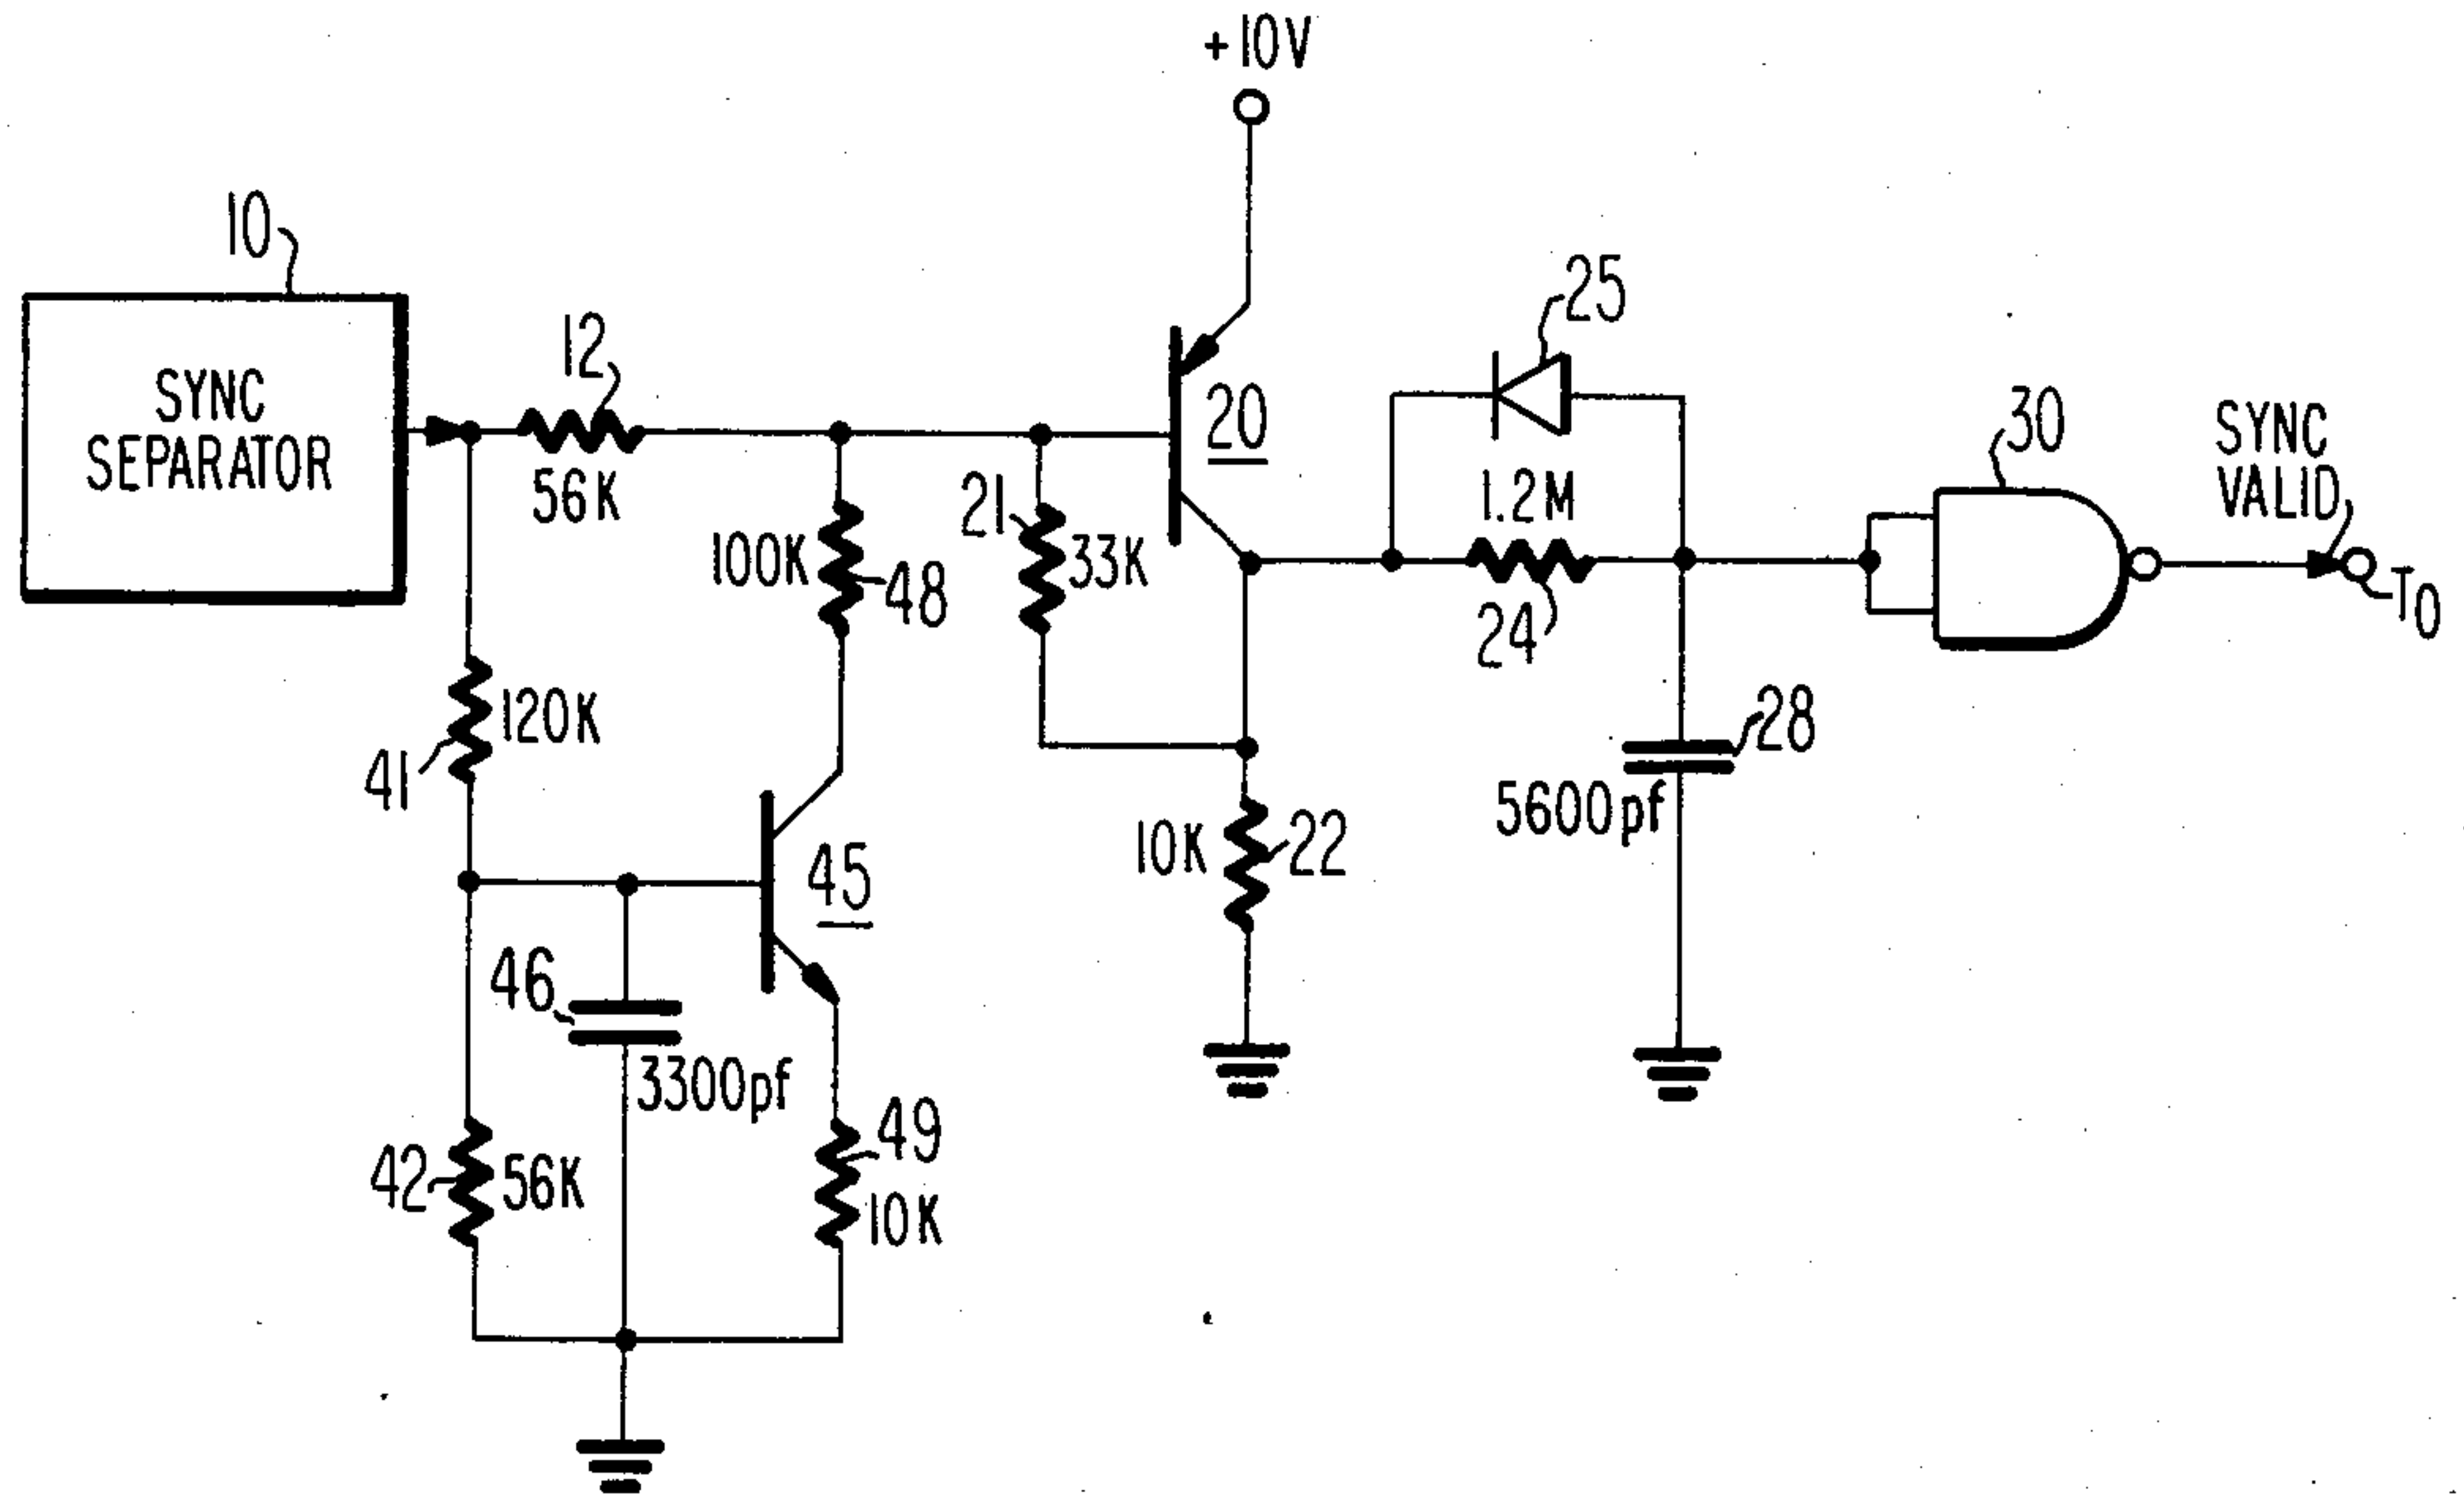 +10V
10
SYNC
SEPARATOR
12
56K
100K
48
21
33K
20
25
1.2M
24
30
SYNC
VALID
T0
120K
41
45
46
3300pf
42
56K
49
10K
10K
22
28
5600pf